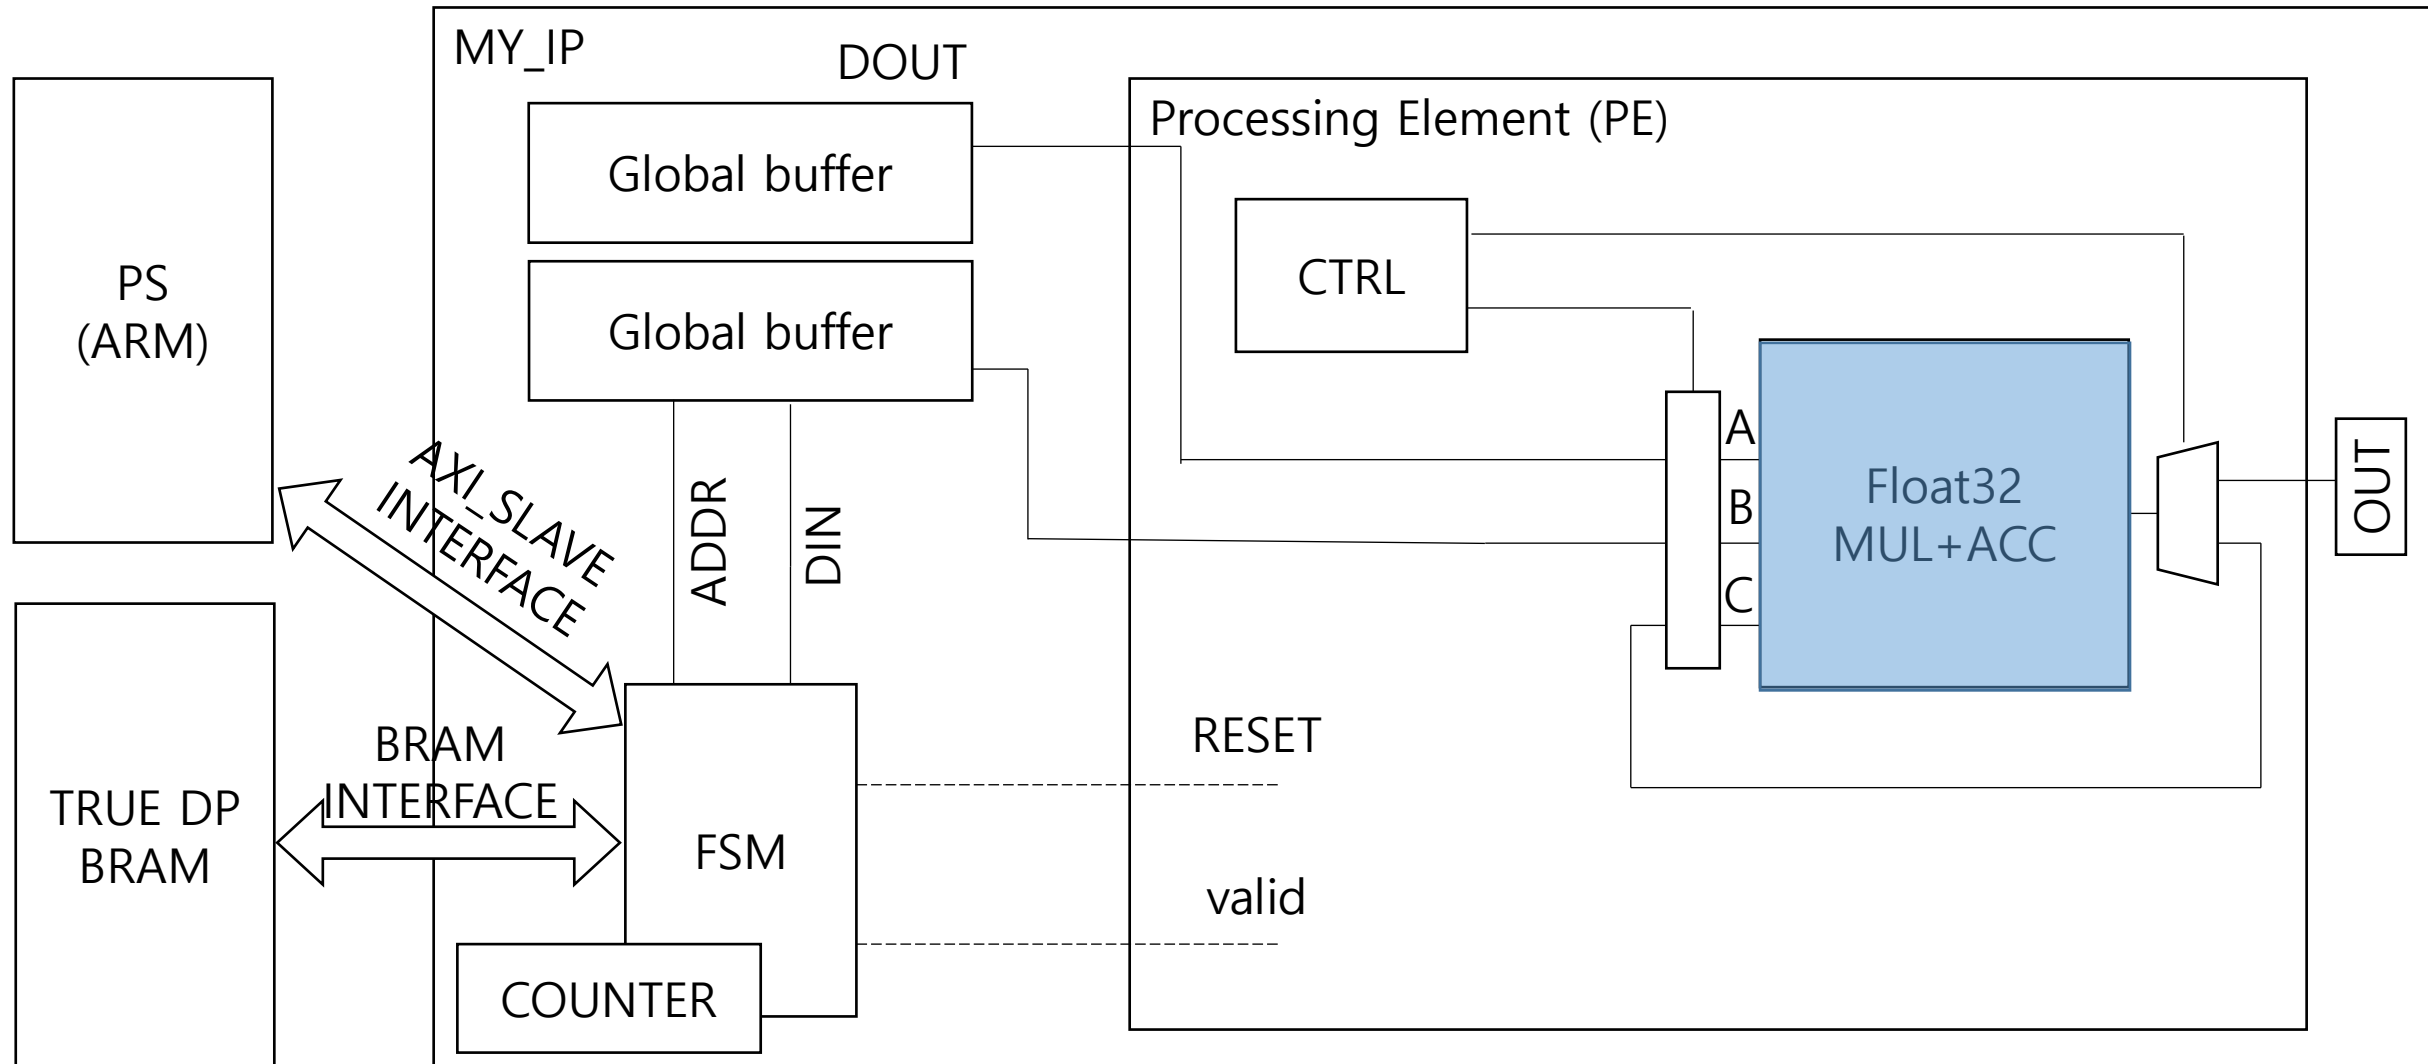 MY_IP
DOUT
Processing Element (PE)
Global buffer
CTRL
PS
(ARM)
Global buffer
A
AXI_SLAVE
INTERFACE
ADDR
DIN
B
Float32
MUL+ACC
OUT
C
BRAM
INTERFACE
RESET
TRUE DP
BRAM
FSM
valid
COUNTER